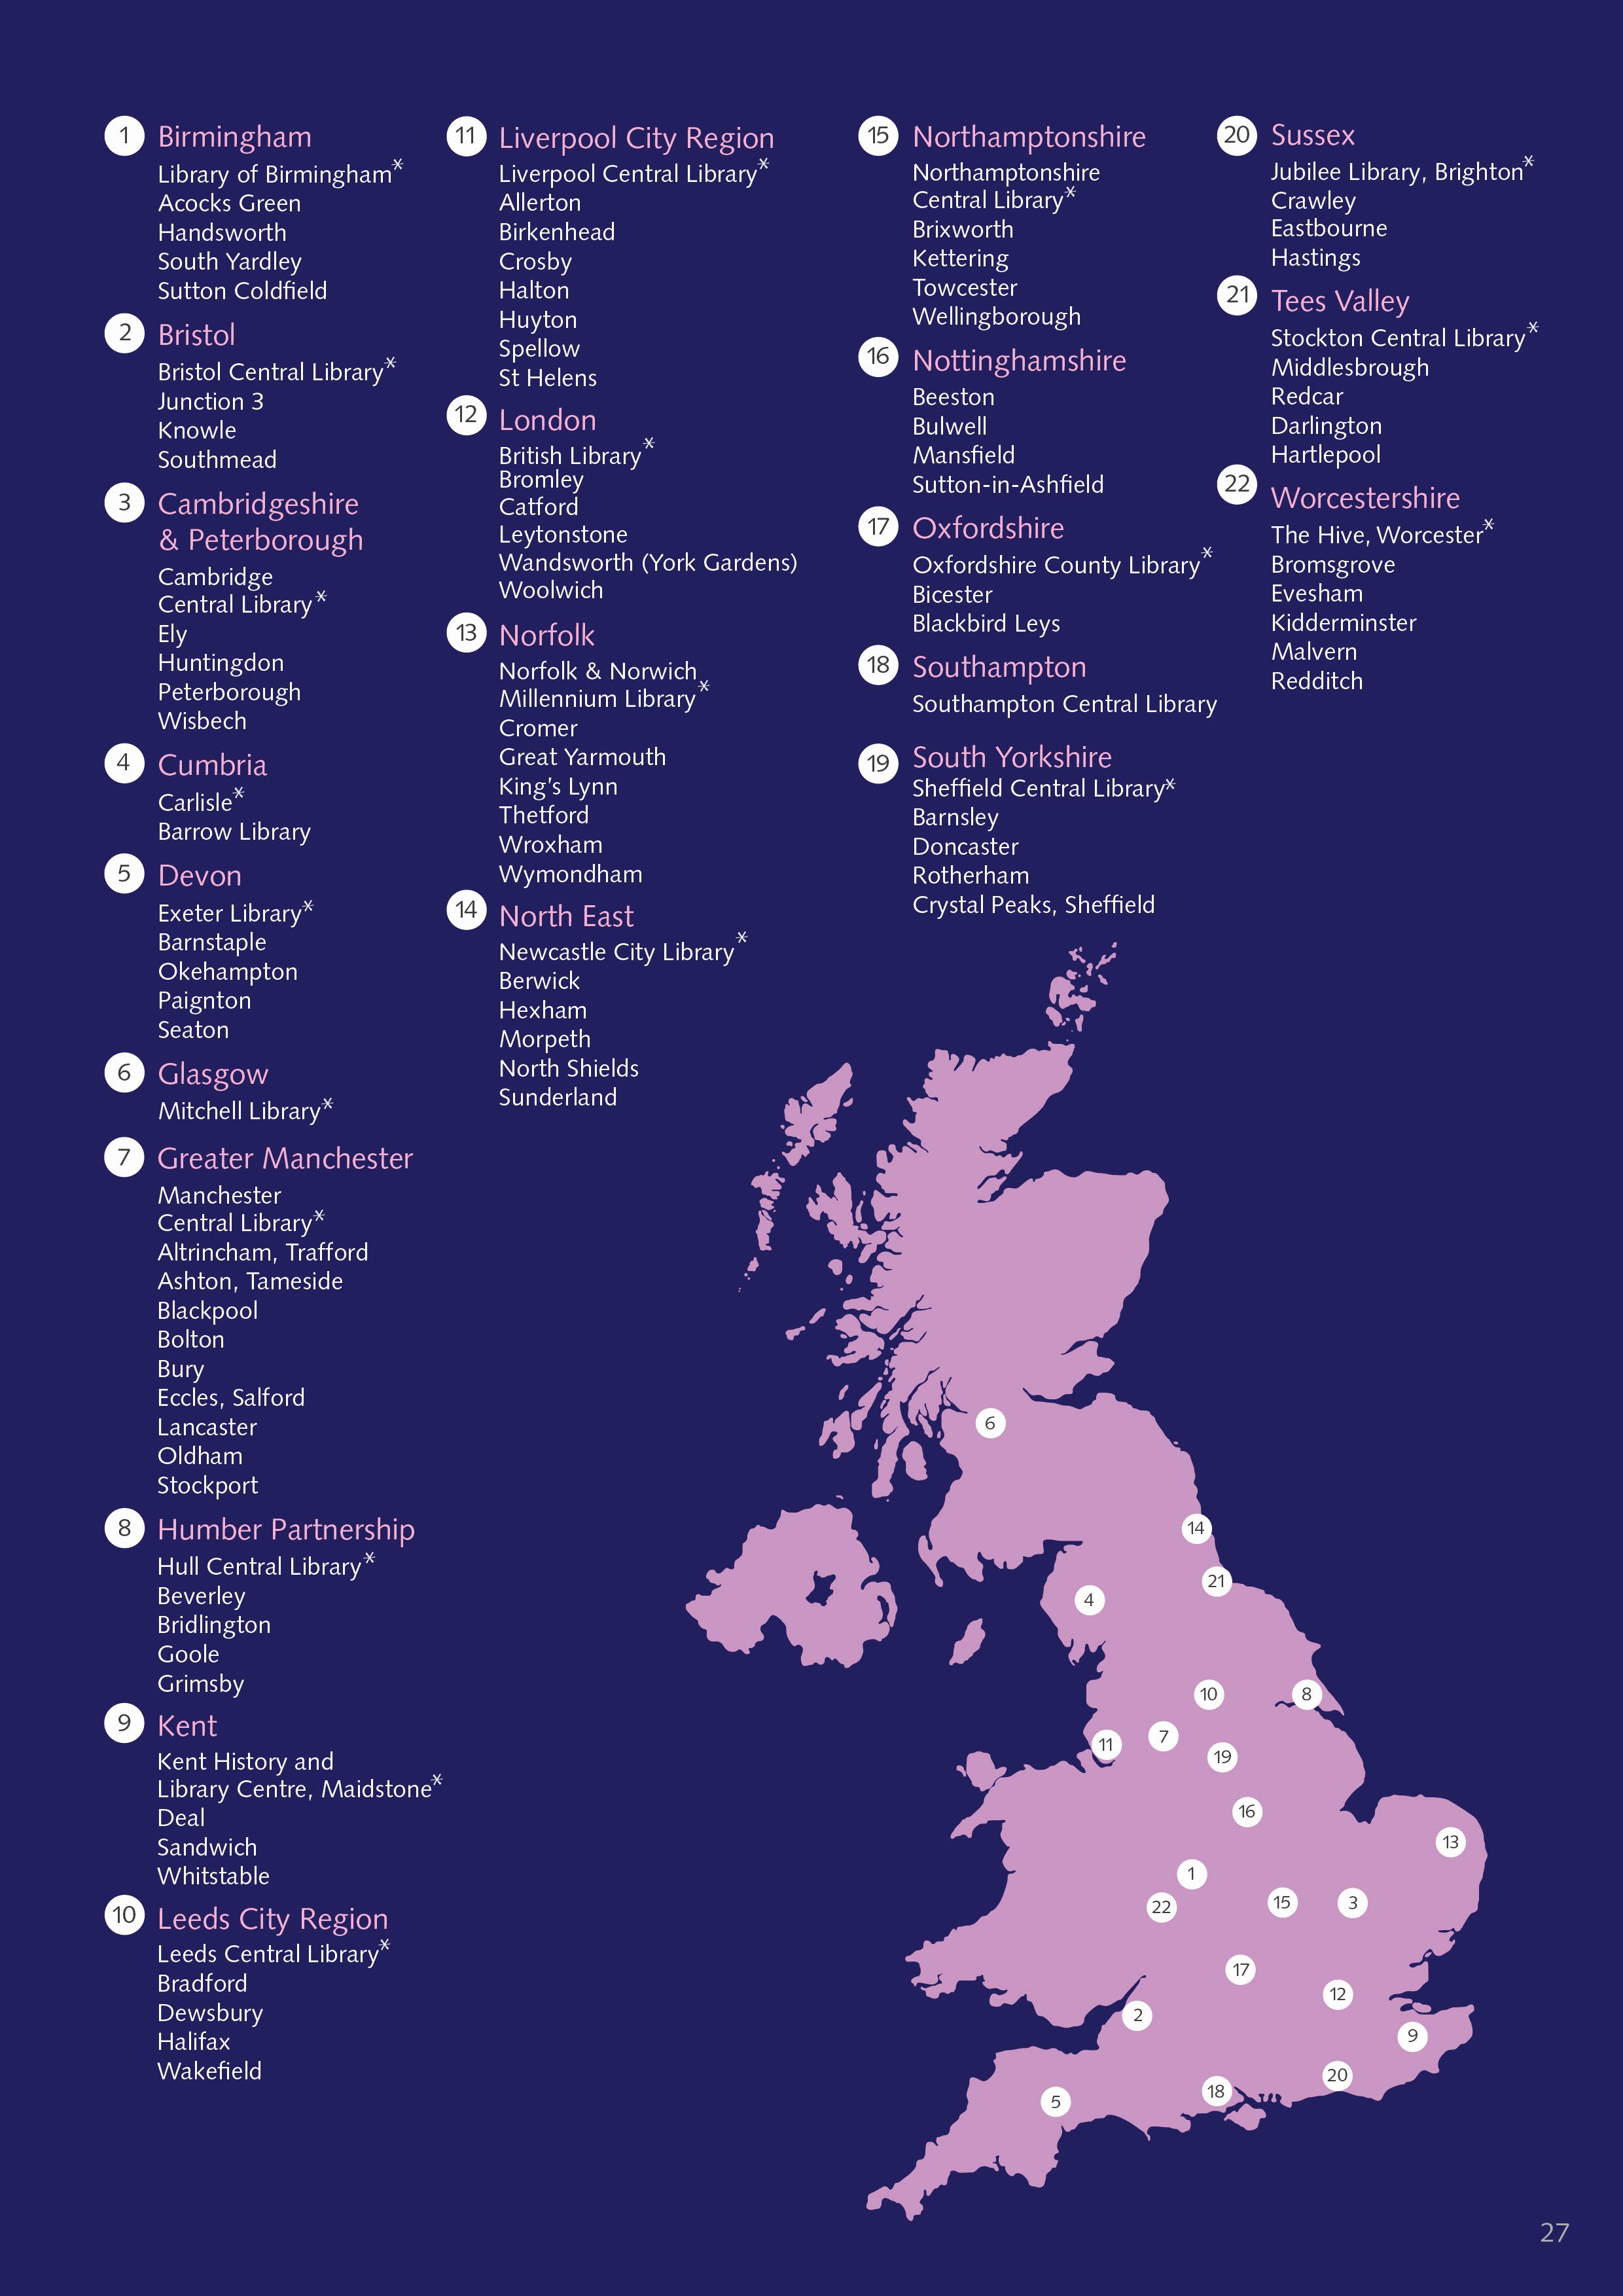 1 Birmingham
Library of Birmingham*
Acocks Green
Handsworth
South Yardley
Sutton Coldfield
2 Bristol
Bristol Central Library*
Junction 3
Knowle
Southmead
3 Cambridgeshire
& Peterborough
Cambridge
Central Library*
Ely
Huntingdon
Peterborough
Wisbech
4 Cumbria
Carlisle*
Barrow Library
5 Devon
Exeter Library*
Barnstaple
Okehampton
Paignton
Seaton
6 Glasgow
Mitchell Library*
7 Greater Manchester
Manchester
Central Library*
Altrincham, Trafford
Ashton, Tameside
Blackpool
Bolton
Bury
Eccles, Salford
Lancaster
Oldham
Stockport
8 Humber Partnership
Hull Central Library*
Beverley
Bridlington
Goole
Grimsby
9 Kent
Kent History and
Library Centre, Maidstone*
Deal
Sandwich
Whitstable
10 Leeds City Region
Leeds Central Library*
Bradford
Dewsbury
Halifax
Wakefield
11 Liverpool City Region
Liverpool Central Library*
Allerton
Birkenhead
Crosby
Halton
Huyton
Spellow
St Helens
12 London
British Library*
Bromley
Catford
Leytonstone
Wandsworth (York Gardens)
Woolwich
13 Norfolk
Norfolk & Norwich
Millennium Library*
Cromer
Great Yarmouth
King's Lynn
Thetford
Wroxham
Wymondham
14 North East
Newcastle City Library*
Berwick
Hexham
Morpeth
North Shields
Sunderland
15 Northamptonshire
Northamptonshire
Central Library*
Brixworth
Kettering
Towcester
Wellingborough
16 Nottinghamshire
Beeston
Bulwell
Mansfield
Sutton-in-Ashfield
17 Oxfordshire
Oxfordshire County Library*
Bicester
Blackbird Leys
18 Southampton
Southampton Central Library
19 South Yorkshire
Sheffield Central Library*
Barnsley
Doncaster
Rotherham
Crystal Peaks, Sheffield
20 Sussex
Jubilee Library, Brighton*
Crawley
Eastbourne
Hastings
21 Tees Valley
Stockton Central Library*
Middlesbrough
Redcar
Darlington
Hartlepool
22 Worcestershire
The Hive, Worcester*
Bromsgrove
Evesham
Kidderminster
Malvern
Redditch
6
14
21
4
10
8
7
11
19
16
13
1
22
15
3
17
12
2
9
20
18
5
27